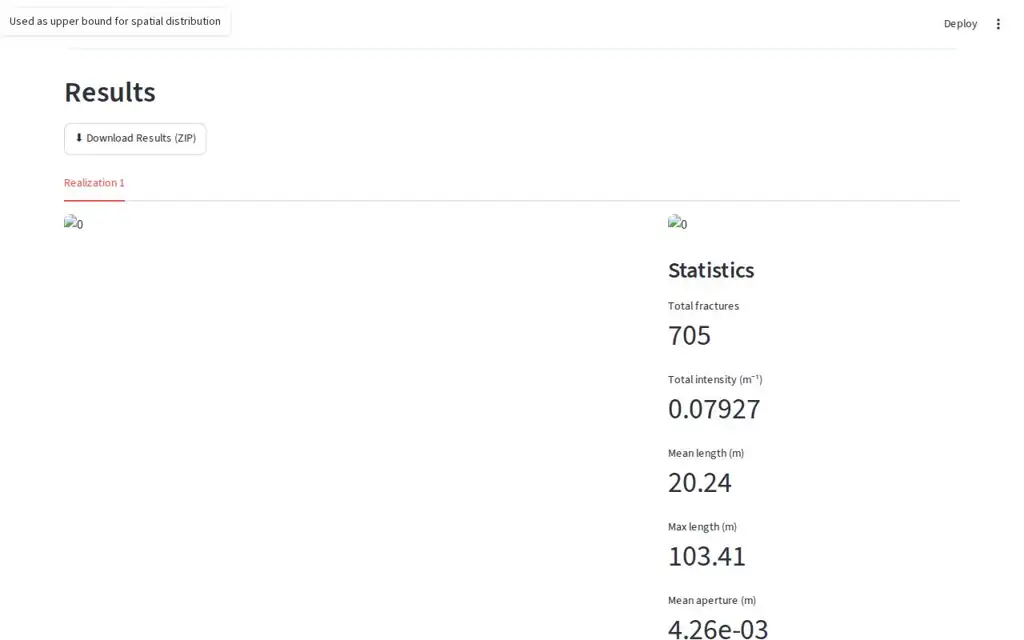 Used as upper bound for spatial distribution
Deploy
Results
⬇ Download Results (ZIP)
Realization 1
0
0
Statistics
Total fractures
705
Total intensity (m⁻¹)
0.07927
Mean length (m)
20.24
Max length (m)
103.41
Mean aperture (m)
4.26e-03